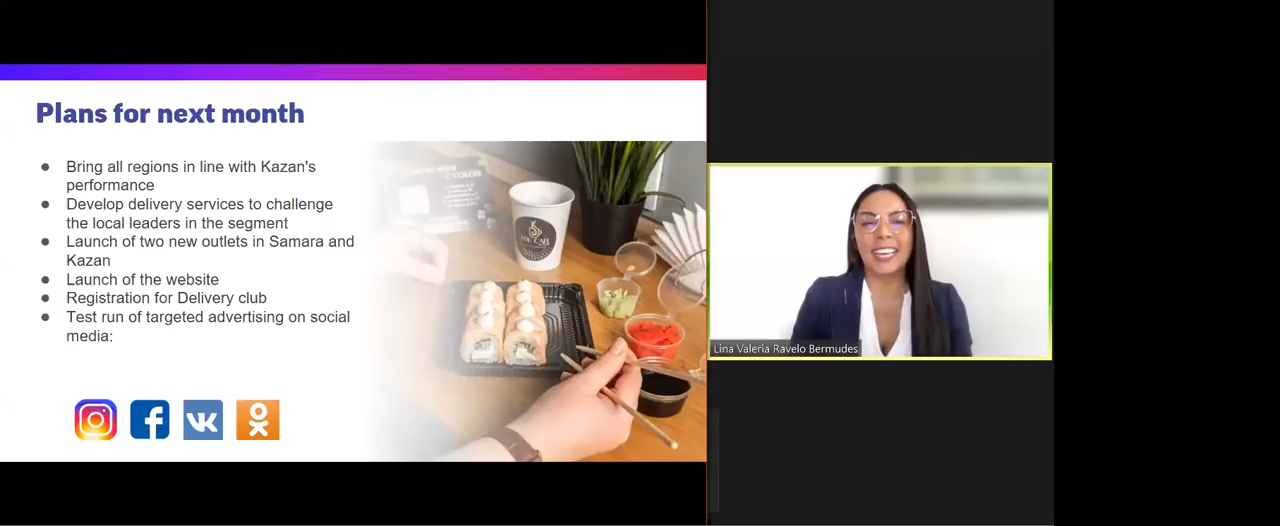 Plans for next month
● Bring all regions in line with Kazan's
performance
● Develop delivery services to challenge
the local leaders in the segment
● Launch of two new outlets in Samara and
Kazan
● Launch of the website
● Registration for Delivery club
● Test run of targeted advertising on social
media:
Lina Valeria Ravelo Bermudes